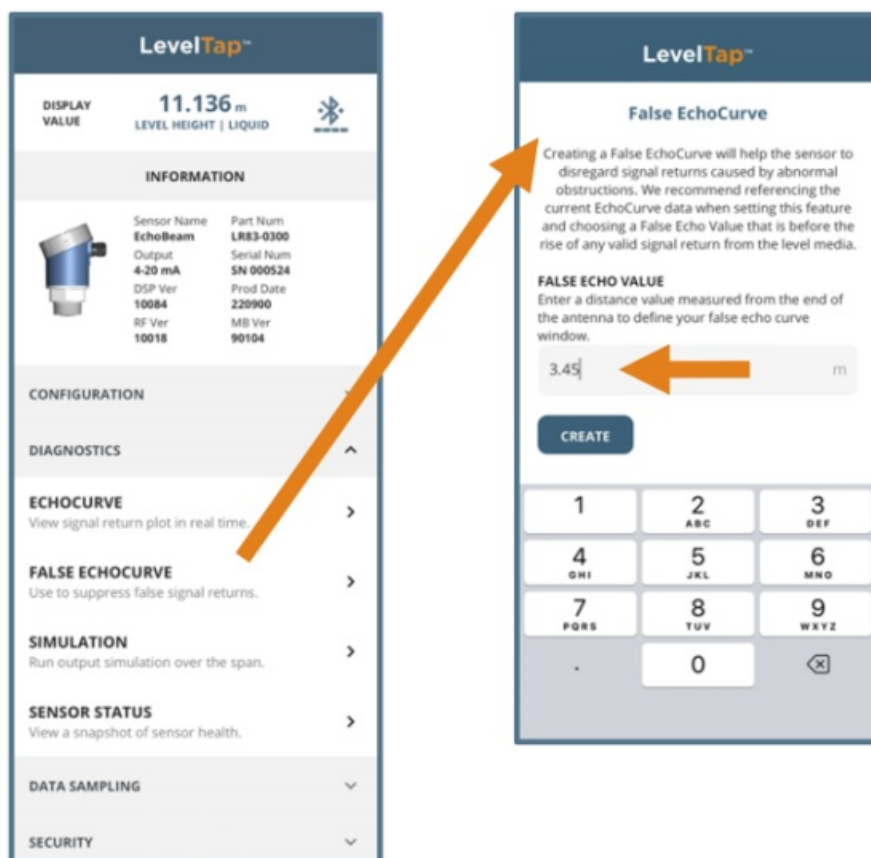 LevelTap™
DISPLAY
VALUE
11.136 m
LEVEL HEIGHT | LIQUID
INFORMATION
Sensor Name Part Num
EchoBeam LR83-0300
Output Serial Num
4-20 mA SN 000524
DSP Ver Prod Date
10084 220900
RF Ver MB Ver
10018 90104
CONFIGURATION
DIAGNOSTICS
ECHOCURVE
View signal return plot in real time.
FALSE ECHOCURVE
Use to suppress false signal returns.
SIMULATION
Run output simulation over the span.
SENSOR STATUS
View a snapshot of sensor health.
DATA SAMPLING
SECURITY
LevelTap™
False EchoCurve
Creating a False EchoCurve will help the sensor to
disregard signal returns caused by abnormal
obstructions. We recommend referencing the
current EchoCurve data when setting this feature
and choosing a False Echo Value that is before the
rise of any valid signal return from the level media.
FALSE ECHO VALUE
Enter a distance value measured from the end of
the antenna to define your false echo curve
window.
3.45 m
CREATE
1 2 3
ABC DEF
4 5 6
GHI JKL MNO
7 8 9
PQRS TUV WXYZ
. 0